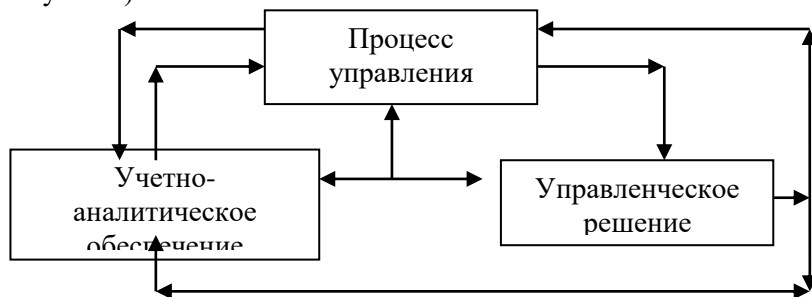 Процесс
управления
Учетно-
аналитическое
обеспечение
Управленческое
решение